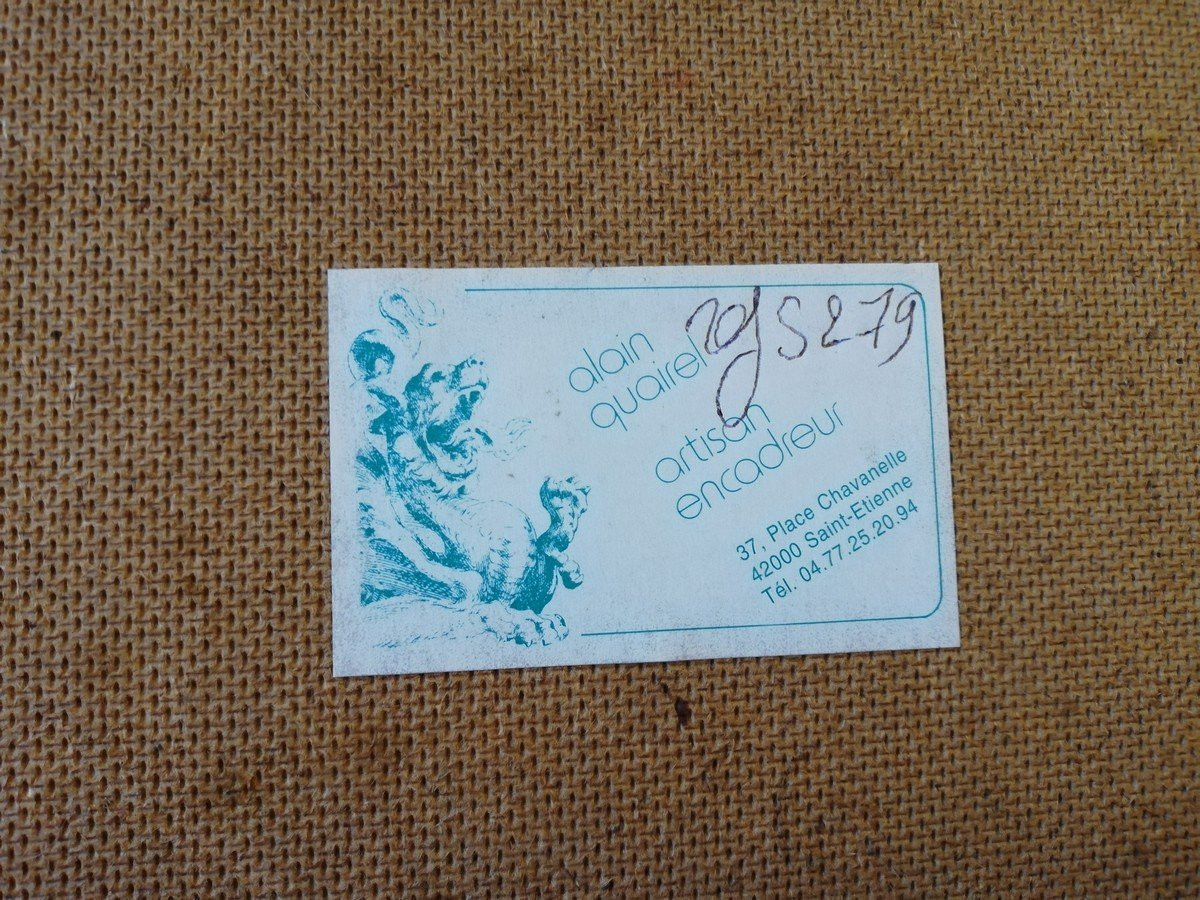 alain
quairel
artisan
encadreur
37, Place Chavanelle
42000 Saint-Etienne
Tél. 04.77.25.20.94